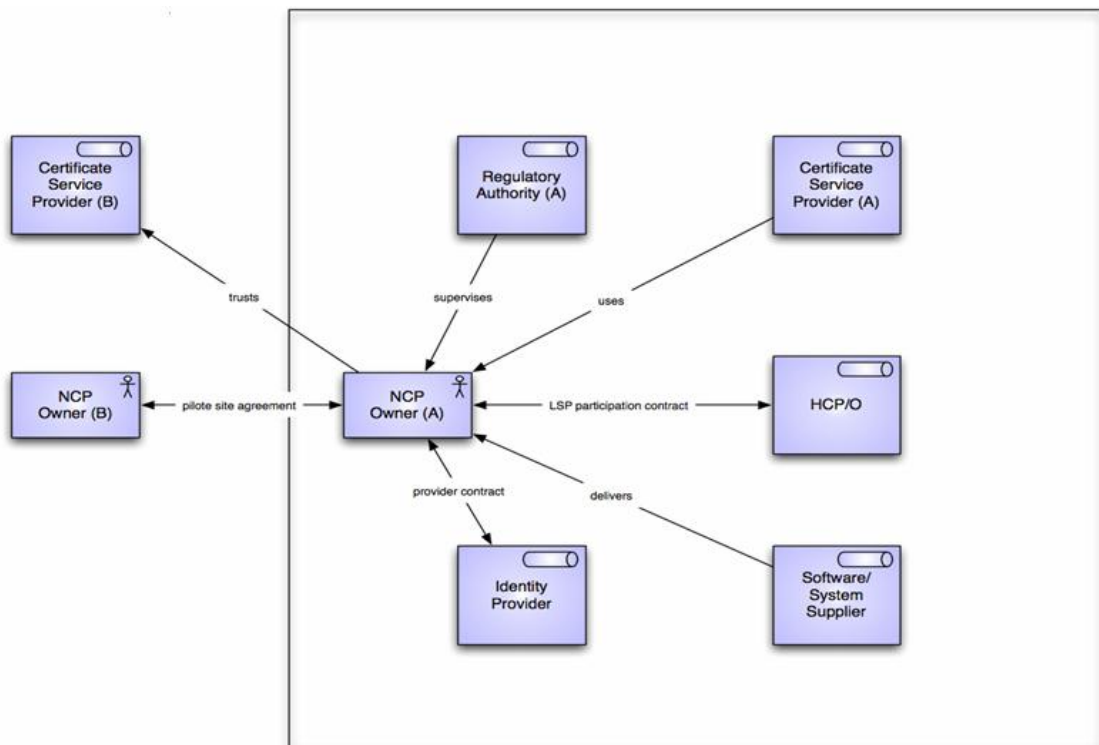 Certificate
Service
Provider (B)
Regulatory
Authority (A)
Certificate
Service
Provider (A)
trusts
supervises
uses
NCP
Owner (B)
pilote site agreement
NCP
Owner (A)
LSP participation contract
HCP/O
provider contract
delivers
Identity
Provider
Software/
System
Supplier